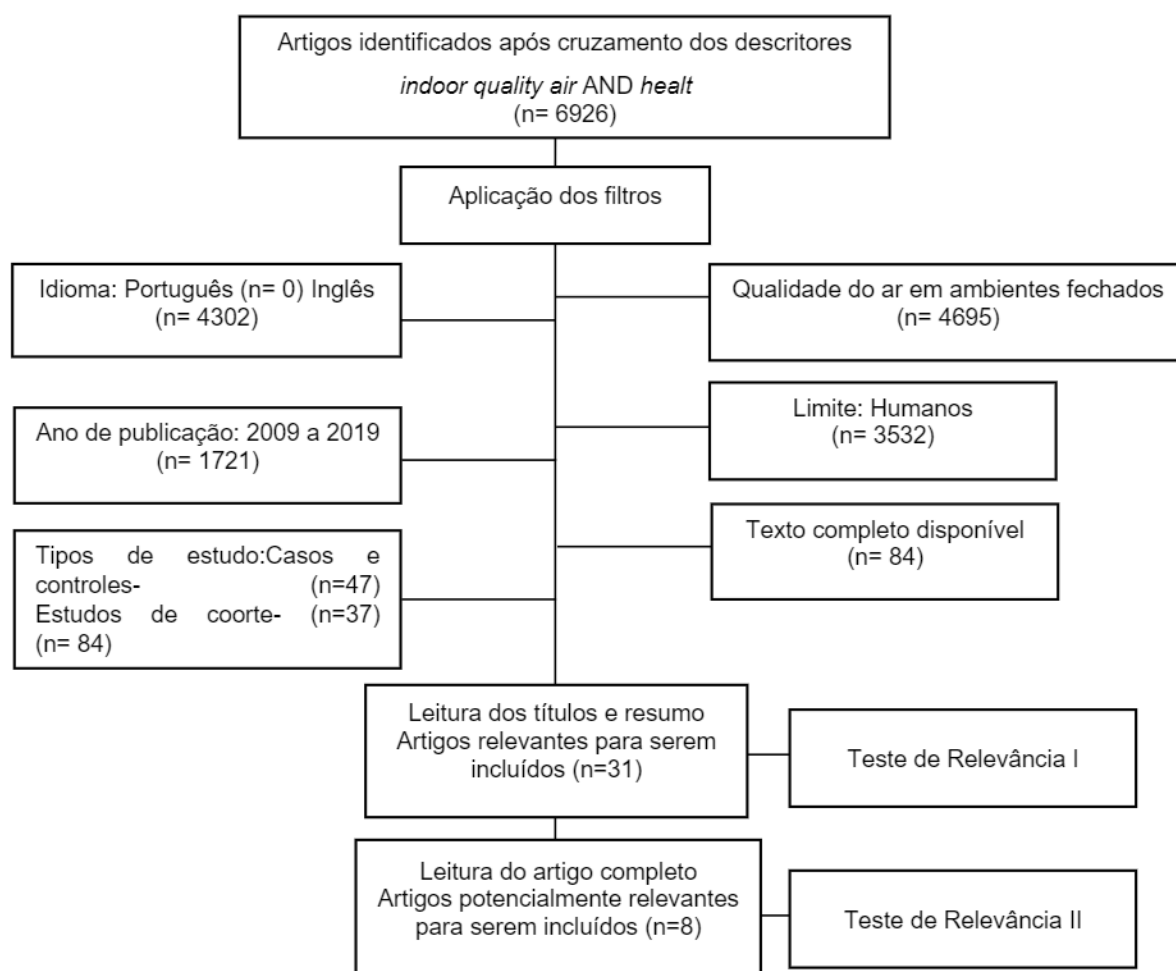 Artigos identificados após cruzamento dos descritores
indoor quality air AND healt
(n= 6926)
Aplicação dos filtros
Idioma: Português (n= 0) Inglês
(n= 4302)
Qualidade do ar em ambientes fechados
(n= 4695)
Ano de publicação: 2009 a 2019
(n= 1721)
Limite: Humanos
(n= 3532)
Tipos de estudo:Casos e
controles- (n=47)
Estudos de coorte- (n=37)
(n= 84)
Texto completo disponível
(n= 84)
Leitura dos títulos e resumo
Artigos relevantes para serem
incluídos (n=31)
Teste de Relevância I
Leitura do artigo completo
Artigos potencialmente relevantes
para serem incluídos (n=8)
Teste de Relevância II